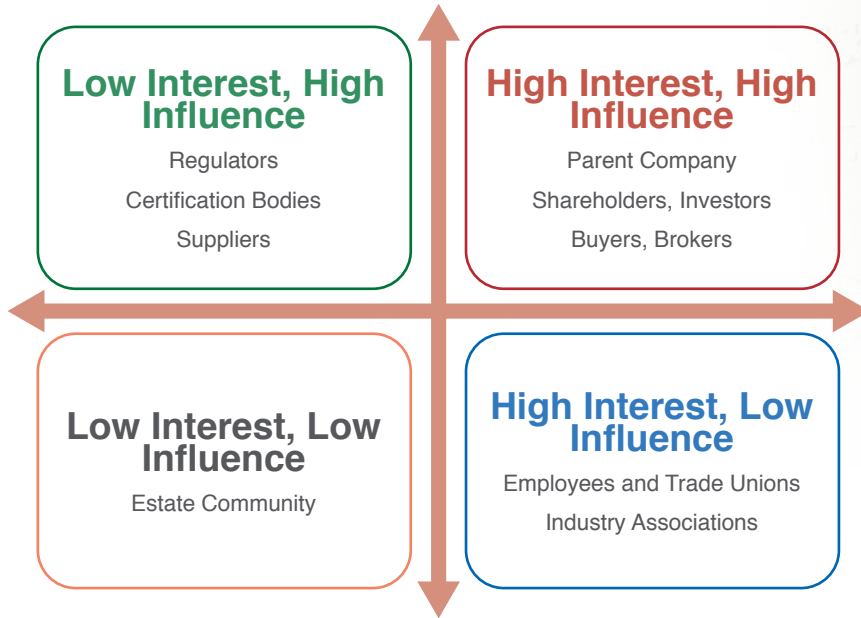 Low Interest, High
Influence
Regulators
Certification Bodies
Suppliers
High Interest, High
Influence
Parent Company
Shareholders, Investors
Buyers, Brokers
Low Interest, Low
Influence
Estate Community
High Interest, Low
Influence
Employees and Trade Unions
Industry Associations